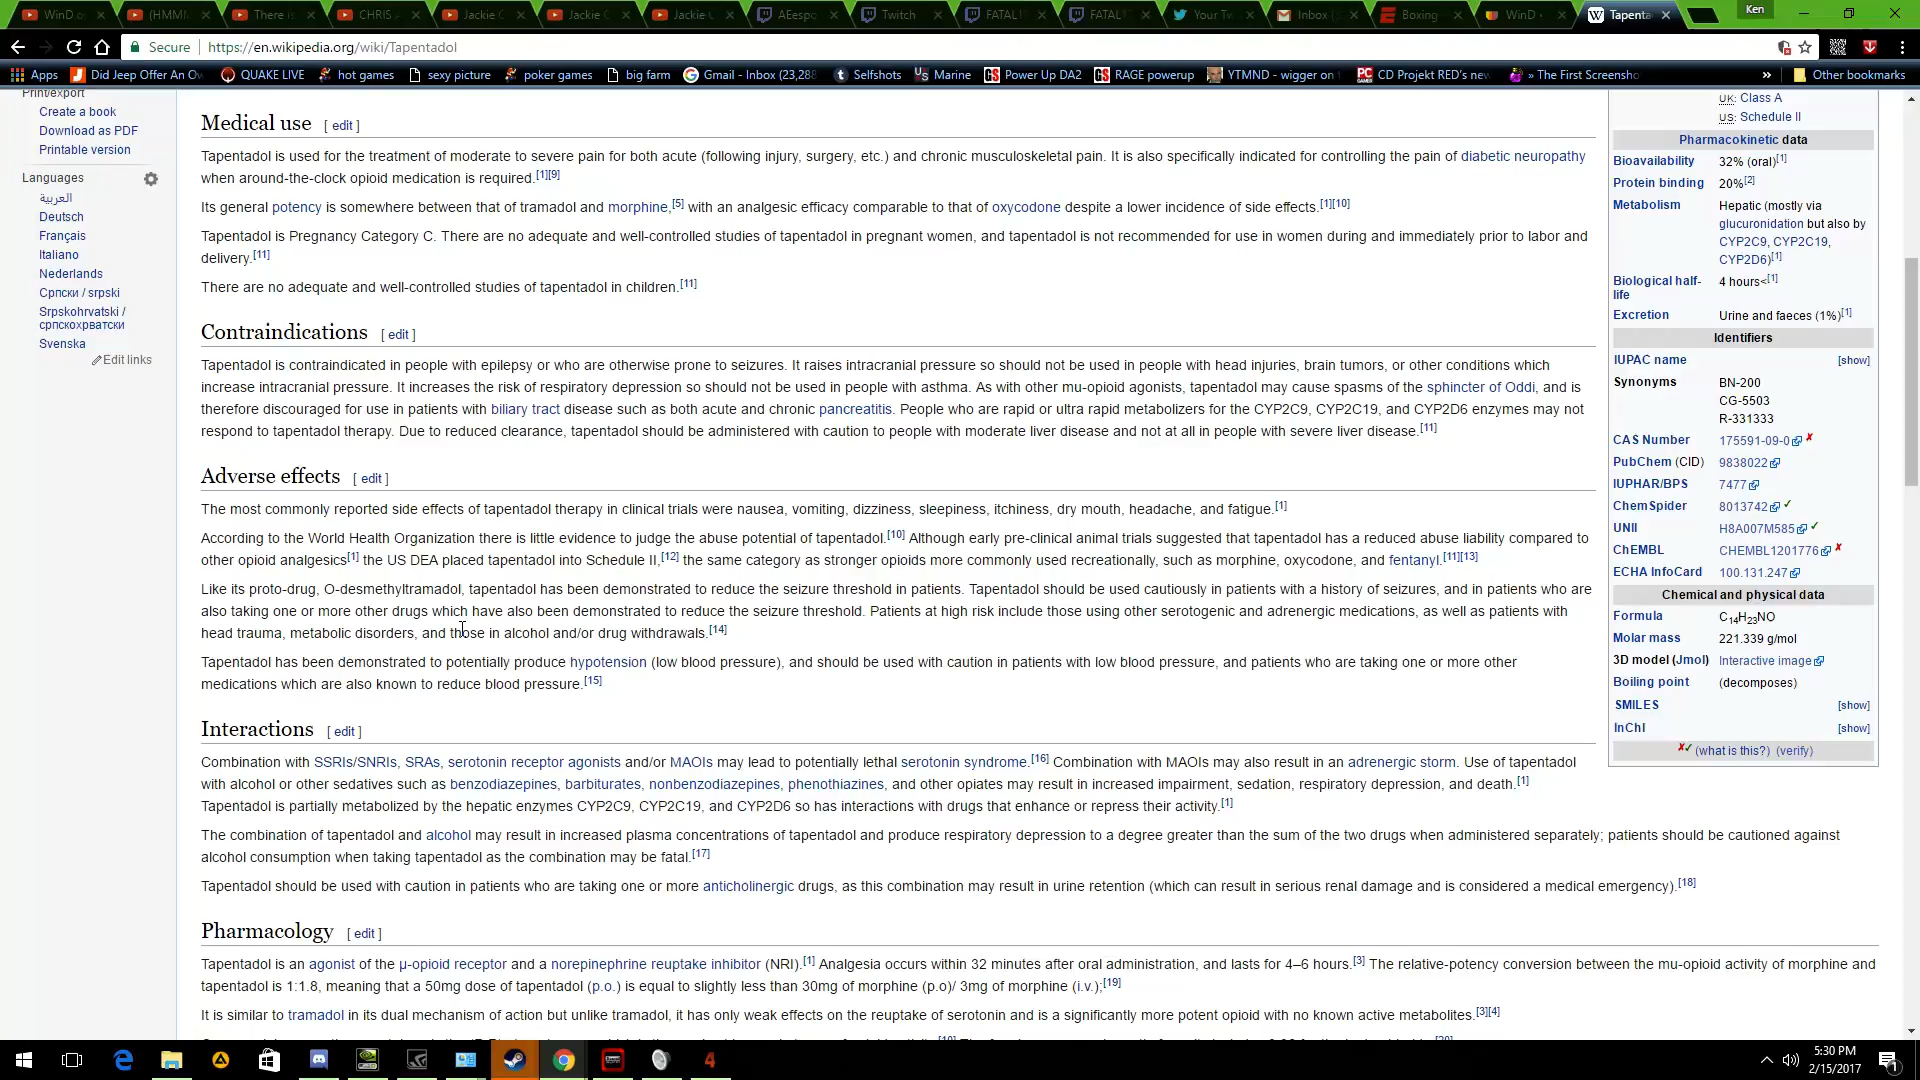 WinD o
(HMMI
There is
CHRIS
Jackie C
Jackie C
Jackie U
AEespo
Twitch
FATAL!
FATAL!
Your Tw
Inbox (
Boxing
WinD
Tapenta
Ken
Secure
https://en.wikipedia.org/wiki/Tapentadol
Apps
Did Jeep Offer An Ow
QUAKE LIVE
hot games
sexy picture
poker games
big farm
Gmail - Inbox (23,288
Selfshots
Marine
Power Up DA2
RAGE powerup
YTMND - wigger on
CD Projekt RED's new
» The First Screensho
»
Other bookmarks
Print/export
Create a book
Download as PDF
Printable version
Languages
العربية
Deutsch
Français
Italiano
Nederlands
Српски / srpski
Srpskohrvatski /
српскохрватски
Svenska
Edit links
Medical use [ edit ]
Tapentadol is used for the treatment of moderate to severe pain for both acute (following injury, surgery, etc.) and chronic musculoskeletal pain. It is also specifically indicated for controlling the pain of diabetic neuropathy
when around-the-clock opioid medication is required.[1][9]
Its general potency is somewhere between that of tramadol and morphine,[5] with an analgesic efficacy comparable to that of oxycodone despite a lower incidence of side effects.[1][10]
Tapentadol is Pregnancy Category C. There are no adequate and well-controlled studies of tapentadol in pregnant women, and tapentadol is not recommended for use in women during and immediately prior to labor and
delivery.[11]
There are no adequate and well-controlled studies of tapentadol in children.[11]
Contraindications [ edit ]
Tapentadol is contraindicated in people with epilepsy or who are otherwise prone to seizures. It raises intracranial pressure so should not be used in people with head injuries, brain tumors, or other conditions which
increase intracranial pressure. It increases the risk of respiratory depression so should not be used in people with asthma. As with other mu-opioid agonists, tapentadol may cause spasms of the sphincter of Oddi, and is
therefore discouraged for use in patients with biliary tract disease such as both acute and chronic pancreatitis. People who are rapid or ultra rapid metabolizers for the CYP2C9, CYP2C19, and CYP2D6 enzymes may not
respond to tapentadol therapy. Due to reduced clearance, tapentadol should be administered with caution to people with moderate liver disease and not at all in people with severe liver disease.[11]
Adverse effects [ edit ]
The most commonly reported side effects of tapentadol therapy in clinical trials were nausea, vomiting, dizziness, sleepiness, itchiness, dry mouth, headache, and fatigue.[1]
According to the World Health Organization there is little evidence to judge the abuse potential of tapentadol.[10] Although early pre-clinical animal trials suggested that tapentadol has a reduced abuse liability compared to
other opioid analgesics[1] the US DEA placed tapentadol into Schedule II,[12] the same category as stronger opioids more commonly used recreationally, such as morphine, oxycodone, and fentanyl.[11][13]
Like its proto-drug, O-desmethyltramadol, tapentadol has been demonstrated to reduce the seizure threshold in patients. Tapentadol should be used cautiously in patients with a history of seizures, and in patients who are
also taking one or more other drugs which have also been demonstrated to reduce the seizure threshold. Patients at high risk include those using other serotogenic and adrenergic medications, as well as patients with
head trauma, metabolic disorders, and those in alcohol and/or drug withdrawals.[14]
Tapentadol has been demonstrated to potentially produce hypotension (low blood pressure), and should be used with caution in patients with low blood pressure, and patients who are taking one or more other
medications which are also known to reduce blood pressure.[15]
Interactions [ edit ]
Combination with SSRIs/SNRIs, SRAs, serotonin receptor agonists and/or MAOIs may lead to potentially lethal serotonin syndrome.[16] Combination with MAOIs may also result in an adrenergic storm. Use of tapentadol
with alcohol or other sedatives such as benzodiazepines, barbiturates, nonbenzodiazepines, phenothiazines, and other opiates may result in increased impairment, sedation, respiratory depression, and death.[1]
Tapentadol is partially metabolized by the hepatic enzymes CYP2C9, CYP2C19, and CYP2D6 so has interactions with drugs that enhance or repress their activity.[1]
The combination of tapentadol and alcohol may result in increased plasma concentrations of tapentadol and produce respiratory depression to a degree greater than the sum of the two drugs when administered separately; patients should be cautioned against
alcohol consumption when taking tapentadol as the combination may be fatal.[17]
Tapentadol should be used with caution in patients who are taking one or more anticholinergic drugs, as this combination may result in urine retention (which can result in serious renal damage and is considered a medical emergency).[18]
Pharmacology [ edit ]
Tapentadol is an agonist of the μ-opioid receptor and a norepinephrine reuptake inhibitor (NRI).[1] Analgesia occurs within 32 minutes after oral administration, and lasts for 4–6 hours.[3] The relative-potency conversion between the mu-opioid activity of morphine and
tapentadol is 1:1.8, meaning that a 50mg dose of tapentadol (p.o.) is equal to slightly less than 30mg of morphine (p.o)/ 3mg of morphine (i.v.);[19]
It is similar to tramadol in its dual mechanism of action but unlike tramadol, it has only weak effects on the reuptake of serotonin and is a significantly more potent opioid with no known active metabolites.[3][4]
UK: Class A
US: Schedule II
Pharmacokinetic data
Bioavailability 32% (oral)[1]
Protein binding 20%[2]
Metabolism Hepatic (mostly via
glucuronidation but also by
CYP2C9, CYP2C19,
CYP2D6)[1]
Biological half- 4 hours<[1]
life
Excretion Urine and faeces (1%)[1]
Identifiers
IUPAC name [show]
Synonyms BN-200
CG-5503
R-331333
CAS Number 175591-09-0 ✗
PubChem (CID) 9838022
IUPHAR/BPS 7477
ChemSpider 8013742 ✓
UNII H8A007M585 ✓
ChEMBL CHEMBL1201776 ✗
ECHA InfoCard 100.131.247
Chemical and physical data
Formula C14H23NO
Molar mass 221.339 g/mol
3D model (Jmol) Interactive image
Boiling point (decomposes)
SMILES [show]
InChI [show]
✗✓ (what is this?) (verify)
5:30 PM
2/15/2017